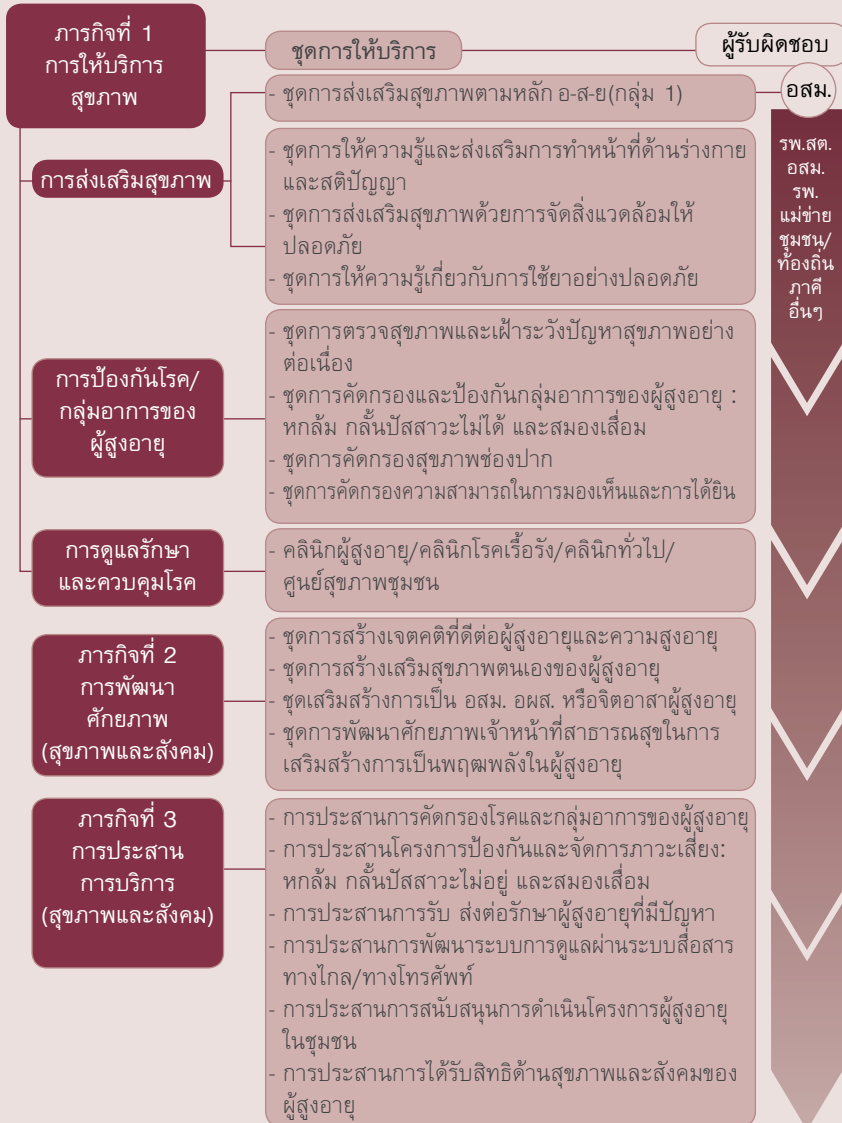 ภารกิจที่ 1
การให้บริการ
สุขภาพ
ชุดการให้บริการ
ผู้รับผิดชอบ
- ชุดการส่งเสริมสุขภาพตามหลัก อ-ส-ย(กลุ่ม 1)
อสม.
การส่งเสริมสุขภาพ
- ชุดการให้ความรู้และส่งเสริมการทำหน้าที่ด้านร่างกาย
และสติปัญญา
- ชุดการส่งเสริมสุขภาพด้วยการจัดสิ่งแวดล้อมให้
ปลอดภัย
- ชุดการให้ความรู้เกี่ยวกับการใช้ยาอย่างปลอดภัย
รพ.สต.
อสม.
รพ.
แม่ข่าย
ชุมชน/
ท้องถิ่น
ภาคี
อื่นๆ
การป้องกันโรค/
กลุ่มอาการของ
ผู้สูงอายุ
- ชุดการตรวจสุขภาพและเฝ้าระวังปัญหาสุขภาพอย่าง
ต่อเนื่อง
- ชุดการคัดกรองและป้องกันกลุ่มอาการของผู้สูงอายุ :
หกล้ม กลั้นปัสสาวะไม่ได้ และสมองเสื่อม
- ชุดการคัดกรองสุขภาพช่องปาก
- ชุดการคัดกรองความสามารถในการมองเห็นและการได้ยิน
การดูแลรักษา
และควบคุมโรค
- คลินิกผู้สูงอายุ/คลินิกโรคเรื้อรัง/คลินิกทั่วไป/
ศูนย์สุขภาพชุมชน
ภารกิจที่ 2
การพัฒนา
ศักยภาพ
(สุขภาพและสังคม)
- ชุดการสร้างเจตคติที่ดีต่อผู้สูงอายุและความสูงอายุ
- ชุดการสร้างเสริมสุขภาพตนเองของผู้สูงอายุ
- ชุดเสริมสร้างการเป็น อสม. อผส. หรือจิตอาสาผู้สูงอายุ
- ชุดการพัฒนาศักยภาพเจ้าหน้าที่สาธารณสุขในการ
เสริมสร้างการเป็นพฤฒพลังในผู้สูงอายุ
ภารกิจที่ 3
การประสาน
การบริการ
(สุขภาพและสังคม)
- การประสานการคัดกรองโรคและกลุ่มอาการของผู้สูงอายุ
- การประสานโครงการป้องกันและจัดการภาวะเสี่ยง:
หกล้ม กลั้นปัสสาวะไม่อยู่ และสมองเสื่อม
- การประสานการรับ ส่งต่อรักษาผู้สูงอายุที่มีปัญหา
- การประสานการพัฒนาระบบการดูแลผ่านระบบสื่อสาร
ทางไกล/ทางโทรศัพท์
- การประสานการสนับสนุนการดำเนินโครงการผู้สูงอายุ
ในชุมชน
- การประสานการได้รับสิทธิด้านสุขภาพและสังคมของ
ผู้สูงอายุ